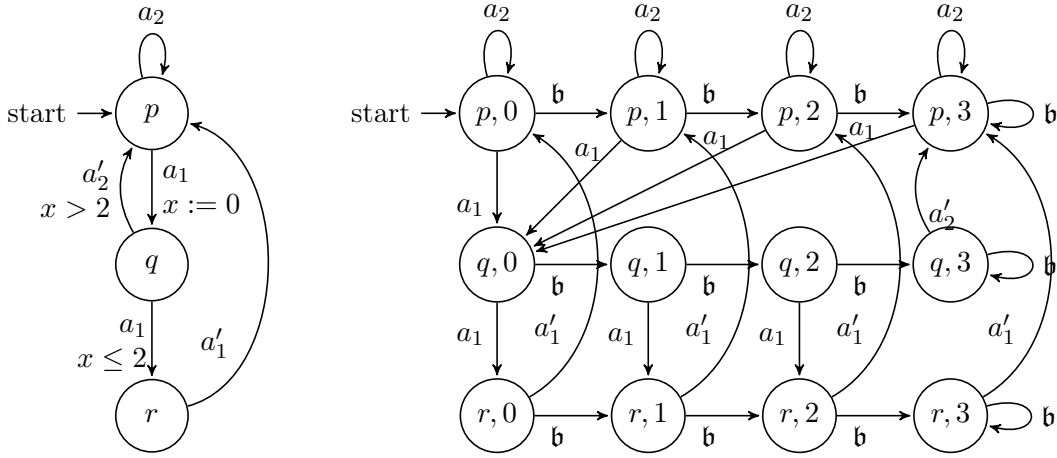 a₂ a₂ a₂ a₂ a₂
start p start p, 0 𝔟 p, 1 𝔟 p, 2 𝔟 p, 3 𝔟
a′₂ a₁ a₁ a₁ a₁
x > 2 x := 0 a₁
q q, 0 q, 1 q, 2 a′₂ q, 3 𝔟
𝔟 𝔟 𝔟
a₁ a′₁ a₁ a′₁ a₁ a′₁ a₁ a′₁ a′₁
x ≤ 2
r r, 0 r, 1 r, 2 r, 3 𝔟
𝔟 𝔟 𝔟